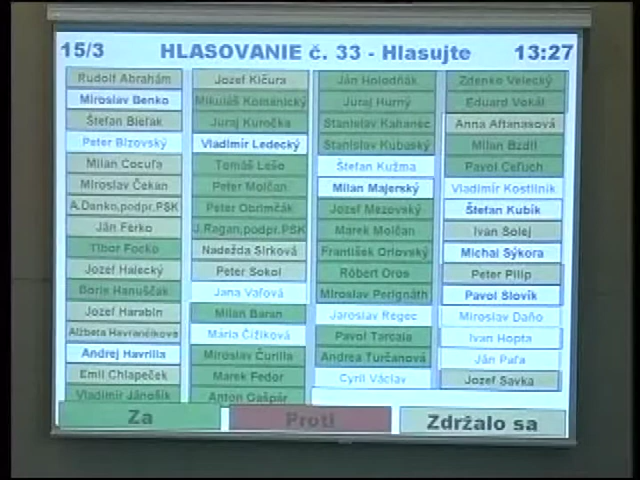 15/3 HLASOVANIE č. 33 - Hlasujte 13:27
Rudolf Abrahám
Miroslav Benko
Štefan Bieľak
Peter Bizovský
Milan Cocuľa
Miroslav Čekan
A.Danko,podpr.PSK
Ján Ferko
Tibor Focko
Jozef Halecký
Boris Hanuščák
Jozef Harabin
Alžbeta Havrančíkova
Andrej Havrilla
Emil Chlapeček
Vladimír Jánošík
Jozef Kičura
Mikuláš Komanický
Juraj Kuročka
Vladimír Ledecký
Tomáš Lešo
Peter Molčan
Peter Obrimčák
J.Ragan,podpr.PSK
Nadežda Sirková
Peter Sokol
Jana Vaľová
Milan Baran
Mária Čižiková
Miroslav Čurilla
Marek Fedor
Anton Gašpár
Ján Holodňák
Juraj Hurný
Stanislav Kahanec
Stanislav Kubaský
Štefan Kužma
Milan Majerský
Jozef Mezovský
Marek Molčan
František Orlovský
Róbert Oros
Miroslav Perignáth
Jaroslav Regec
Pavol Tarcala
Andrea Turčanová
Cyril Václav
Zdenko Velecký
Eduard Vokál
Anna Aftanasová
Milan Bzdil
Pavol Ceľuch
Vladimír Kostilnik
Štefan Kubík
Ivan Solej
Michal Sýkora
Peter Pilip
Pavol Slovík
Miroslav Daňo
Ivan Hopta
Ján Paľa
Jozef Savka
Za Proti Zdržalo sa